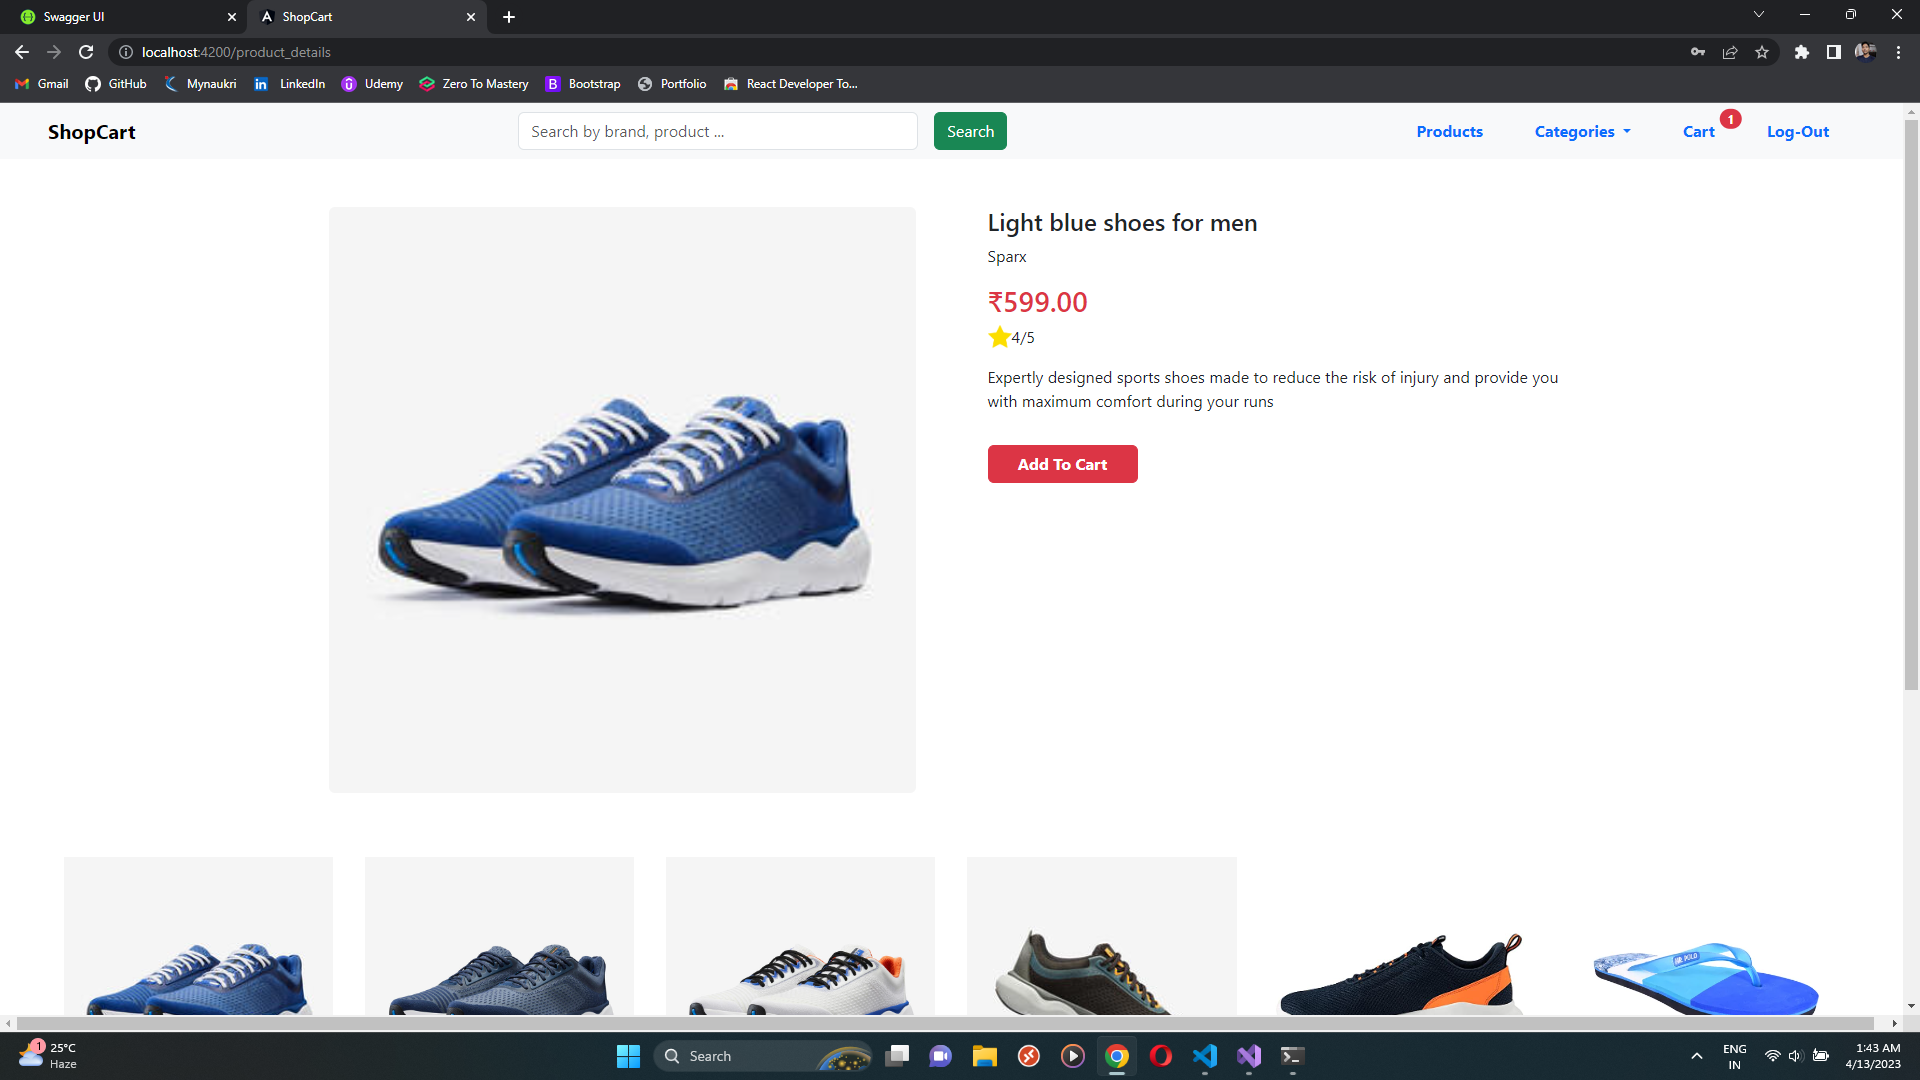 Swagger UI
ShopCart
localhost:4200/product_details
Gmail
GitHub
Mynaukri
LinkedIn
Udemy
Zero To Mastery
Bootstrap
Portfolio
React Developer To...
ShopCart
Search by brand, product ...
Search
Products
Categories
Cart
1
Log-Out
Light blue shoes for men
Sparx
₹599.00
4/5
Expertly designed sports shoes made to reduce the risk of injury and provide you
with maximum comfort during your runs
Add To Cart
1
25°C
Haze
Search
ENG
IN
1:43 AM
4/13/2023